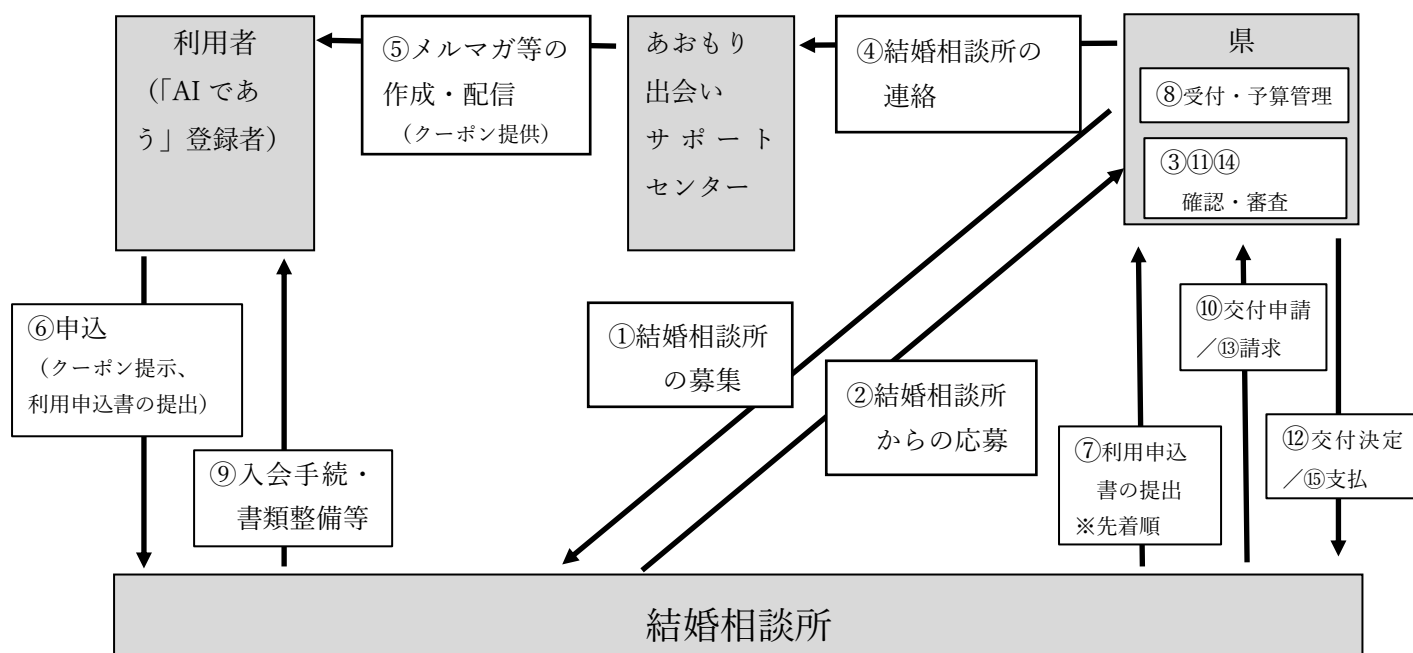 利用者
（「AI であ
う」登録者）
⑤メルマガ等の
作成・配信
（クーポン提供）
あおもり
出会い
サポート
センター
④結婚相談所の
連絡
県
⑧受付・予算管理
③⑪⑭
確認・審査
⑥申込
（クーポン提示、
利用申込書の提出）
⑨入会手続・
書類整備等
①結婚相談所
の募集
②結婚相談所
からの応募
⑦利用申込
書の提出
※先着順
⑩交付申請
／⑬請求
⑫交付決定
／⑮支払
結婚相談所